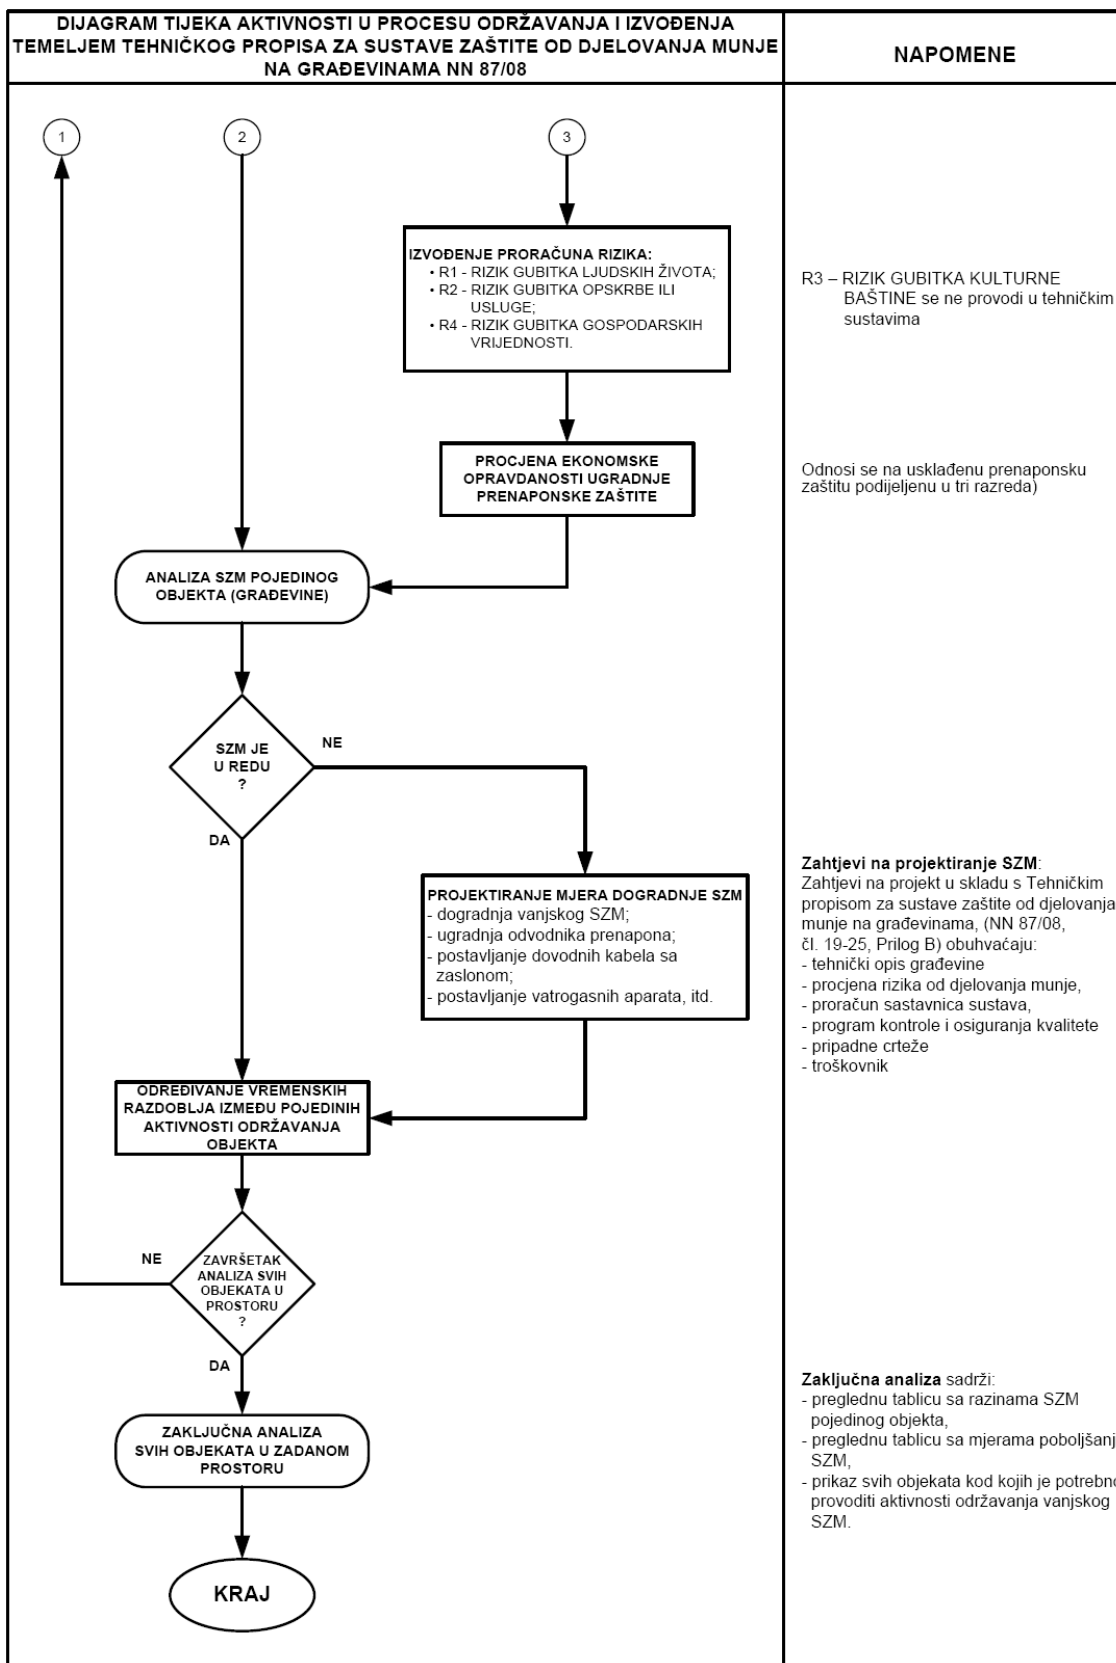 DIJAGRAM TIJEKA AKTIVNOSTI U PROCESU ODRŽAVANJA I IZVOĐENJA
TEMELJEM TEHNIČKOG PROPISA ZA SUSTAVE ZAŠTITE OD DJELOVANJA MUNJE
NA GRAĐEVINAMA NN 87/08
NAPOMENE
1
2
3
IZVOĐENJE PRORAČUNA RIZIKA:
• R1 - RIZIK GUBITKA LJUDSKIH ŽIVOTA;
• R2 - RIZIK GUBITKA OPSKRBE ILI
USLUGE;
• R4 - RIZIK GUBITKA GOSPODARSKIH
VRIJEDNOSTI.
R3 – RIZIK GUBITKA KULTURNE
BAŠTINE se ne provodi u tehničkim
sustavima
PROCJENA EKONOMSKE
OPRAVDANOSTI UGRADNJE
PRENAPONSKE ZAŠTITE
Odnosi se na usklađenu prenaponsku
zaštitu podijeljenu u tri razreda)
ANALIZA SZM POJEDINOG
OBJEKTA (GRAĐEVINE)
SZM JE
U REDU
?
NE
DA
PROJEKTIRANJE MJERA DOGRADNJE SZM
- dogradnja vanjskog SZM;
- ugradnja odvodnika prenapona;
- postavljanje dovodnih kabela sa
zaslonom;
- postavljanje vatrogasnih aparata, itd.
Zahtjevi na projektiranje SZM:
Zahtjevi na projekt u skladu s Tehničkim
propisom za sustave zaštite od djelovanja
munje na građevinama, (NN 87/08,
čl. 19-25, Prilog B) obuhvaćaju:
- tehnički opis građevine
- procjena rizika od djelovanja munje,
- proračun sastavnica sustava,
- program kontrole i osiguranja kvalitete
- pripadne crteže
- troškovnik
ODREĐIVANJE VREMENSKIH
RAZDOBLJA IZMEĐU POJEDINIH
AKTIVNOSTI ODRŽAVANJA
OBJEKTA
NE
ZAVRŠETAK
ANALIZA SVIH
OBJEKATA U
PROSTORU
?
DA
ZAKLJUČNA ANALIZA
SVIH OBJEKATA U ZADANOM
PROSTORU
Zaključna analiza sadrži:
- preglednu tablicu sa razinama SZM
pojedinog objekta,
- preglednu tablicu sa mjerama poboljšanj
SZM,
- prikaz svih objekata kod kojih je potrebno
provoditi aktivnosti održavanja vanjskog
SZM.
KRAJ